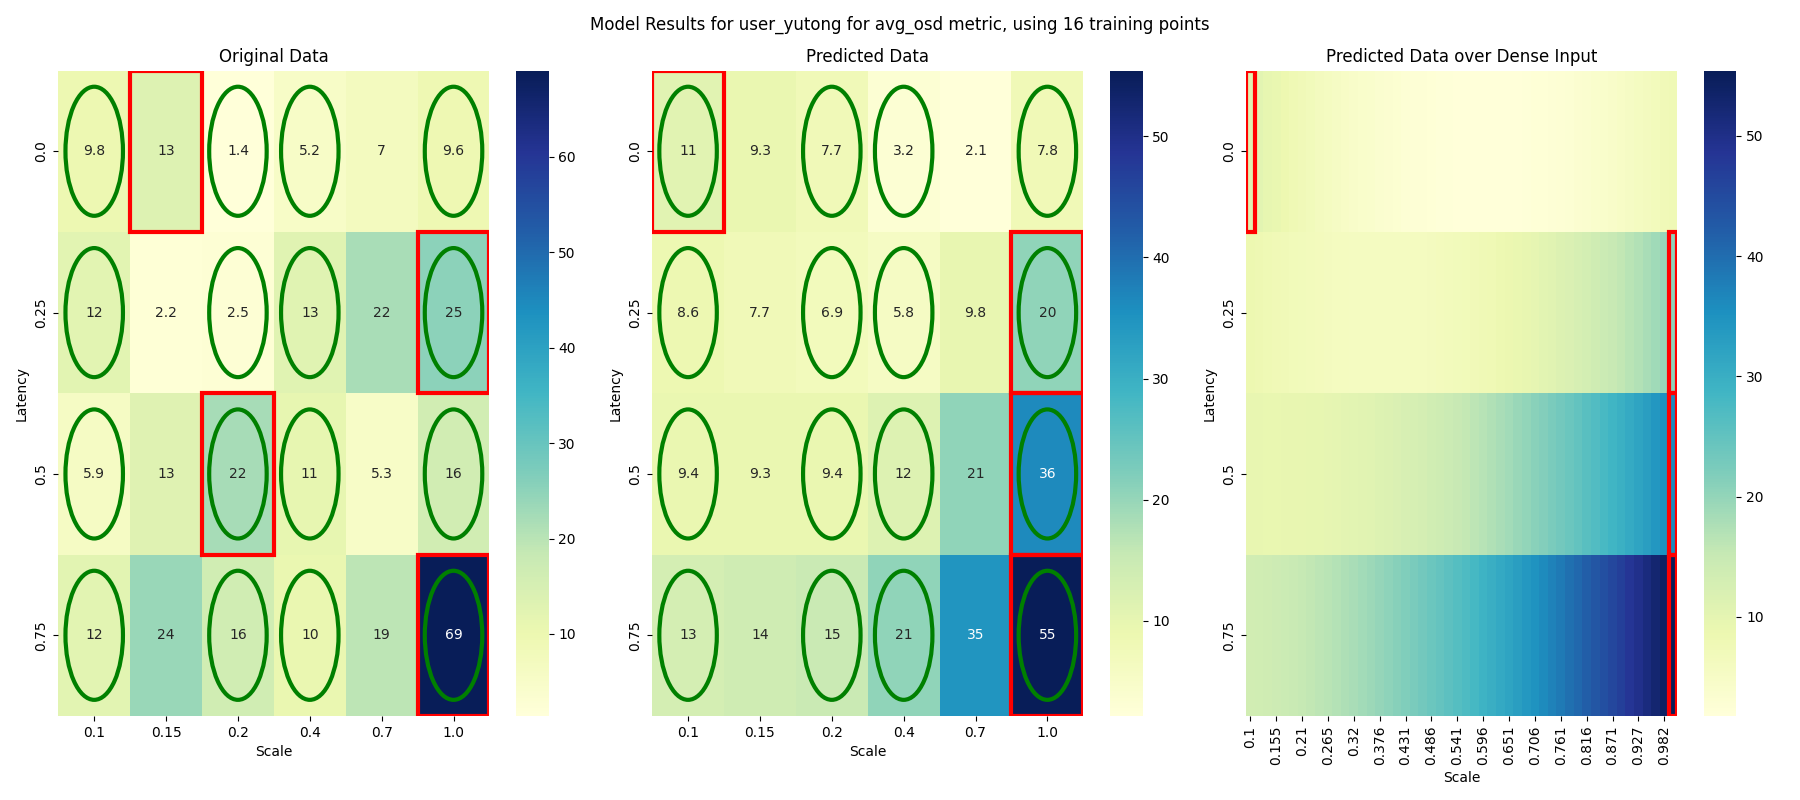 Model Results for user_yutong for avg_osd metric, using 16 training points
Original Data
Latency
0.0
0.25
0.5
0.75
9.8 13 1.4 5.2 7 9.6
12 2.2 2.5 13 22 25
5.9 13 22 11 5.3 16
12 24 16 10 19 69
0.1 0.15 0.2 0.4 0.7 1.0
Scale
60
50
40
30
20
10
Predicted Data
Latency
0.0
0.25
0.5
0.75
11 9.3 7.7 3.2 2.1 7.8
8.6 7.7 6.9 5.8 9.8 20
9.4 9.3 9.4 12 21 36
13 14 15 21 35 55
0.1 0.15 0.2 0.4 0.7 1.0
Scale
50
40
30
20
10
Predicted Data over Dense Input
Latency
0.0
0.25
0.5
0.75
0.1 0.155 0.21 0.265 0.32 0.376 0.431 0.486 0.541 0.596 0.651 0.706 0.761 0.816 0.871 0.927 0.982
Scale
50
40
30
20
10